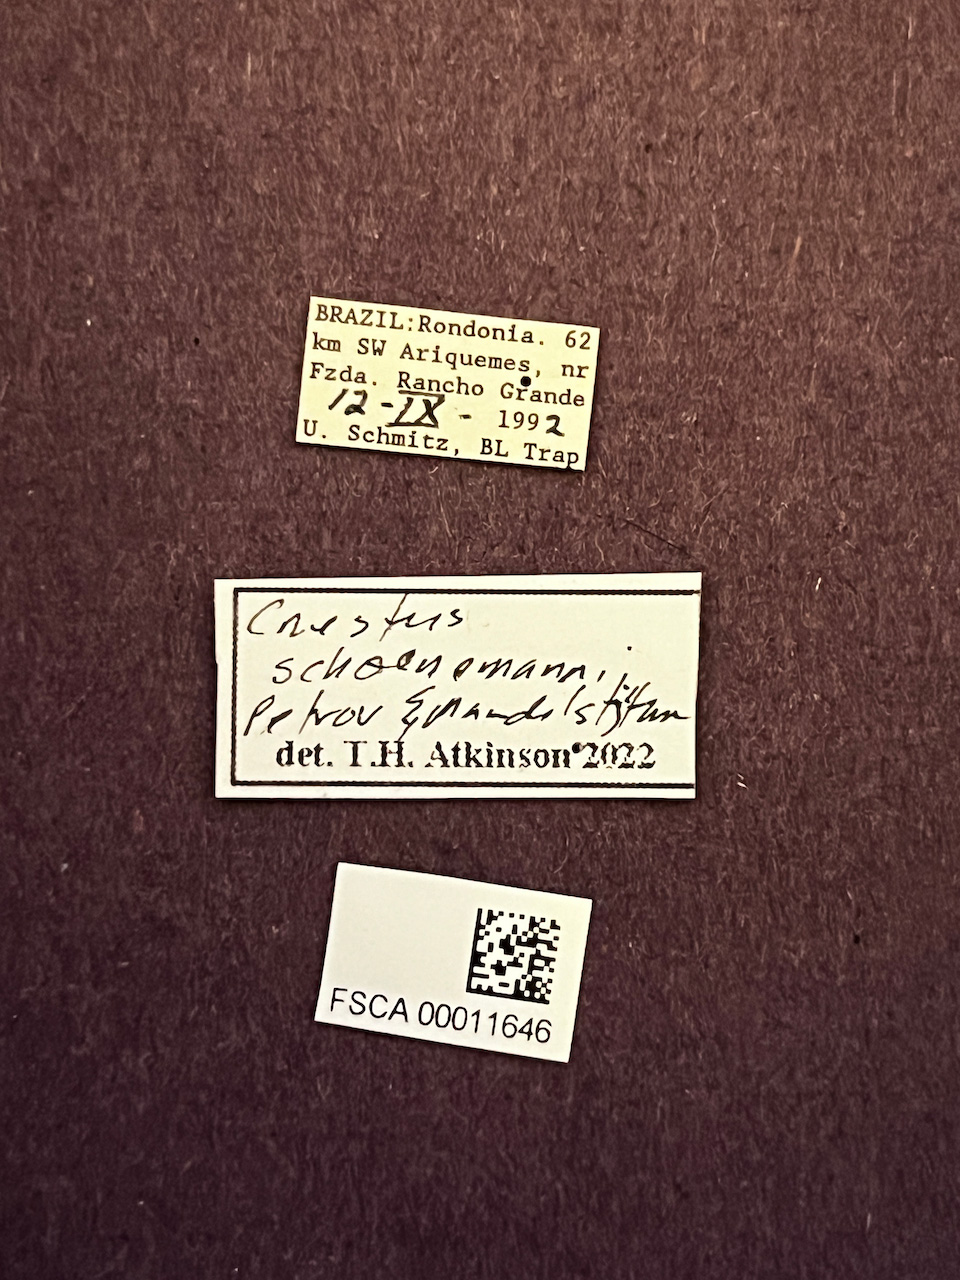 BRAZIL:Rondonia. 62
km SW Ariquemes, nr
Fzda. Rancho Grande
12-IX- 1992
U. Schmitz, BL Trap
Cnestus
schoenemanni
Petrov & Mandelshtam
det. T.H. Atkinson 2022
FSCA 00011646